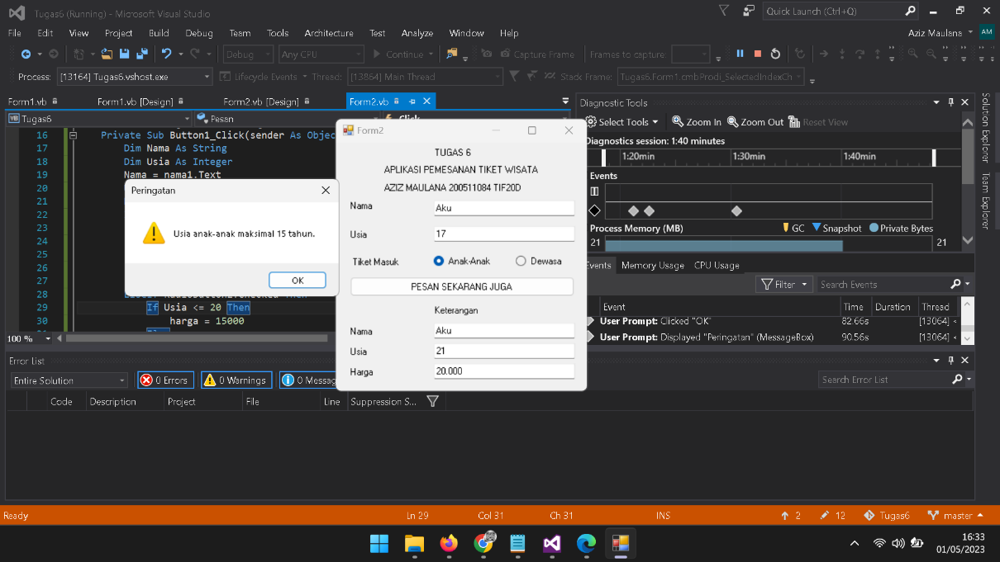 Tugas6 (Running) - Microsoft Visual Studio
Quick Launch (Ctrl+Q)
File Edit View Project Build Debug Team Tools Architecture Test Analyze Window Help
Aziz Maulana AM
Debug Any CPU Continue Capture Frame Frames to capture:
Process: [13164] Tugas6.vshost.exe Lifecycle Events Thread: [13864] Main Thread Stack Frame: Tugas6.Form1.cmbProdi_SelectedIndexCh
Form1.vb Form1.vb [Design] Form2.vb [Design] Form2.vb
VB Tugas6 Pesan Click
16 Private Sub Button1_Click(sender As Objec
17 Dim Nama As String
18 Dim Usia As Integer
19 Nama = nama1.Text
20
21
22
23
24
25
26
27
28
29 If Usia <= 20 Then
30 harga = 15000
100 %
Peringatan
Usia anak-anak maksimal 15 tahun.
OK
Form2
TUGAS 6
APLIKASI PEMESANAN TIKET WISATA
AZIZ MAULANA 200511084 TIF20D
Nama Aku
Usia 17
Tiket Masuk Anak-Anak Dewasa
PESAN SEKARANG JUGA
Keterangan
Nama Aku
Usia 21
Harga 20.000
Diagnostic Tools
Select Tools Zoom In Zoom Out Reset View
Diagnostics session: 1:40 minutes
1:20min 1:30min 1:40min
Events
Process Memory (MB) GC Snapshot Private Bytes
21 21
Events Memory Usage CPU Usage
Filter Search Events
Event Time Duration Thread
User Prompt: Clicked "OK" 82.66s [13064]
User Prompt: Displayed "Peringatan" (MessageBox) 90.56s [13064]
Solution Explorer
Team Explorer
Error List
Entire Solution 0 Errors 0 Warnings 0 Messag
Search Error List
Code Description Project File Line Suppression S...
Ready Ln 29 Col 31 Ch 31 INS 2 12 Tugas6 master
16:33
01/05/2023